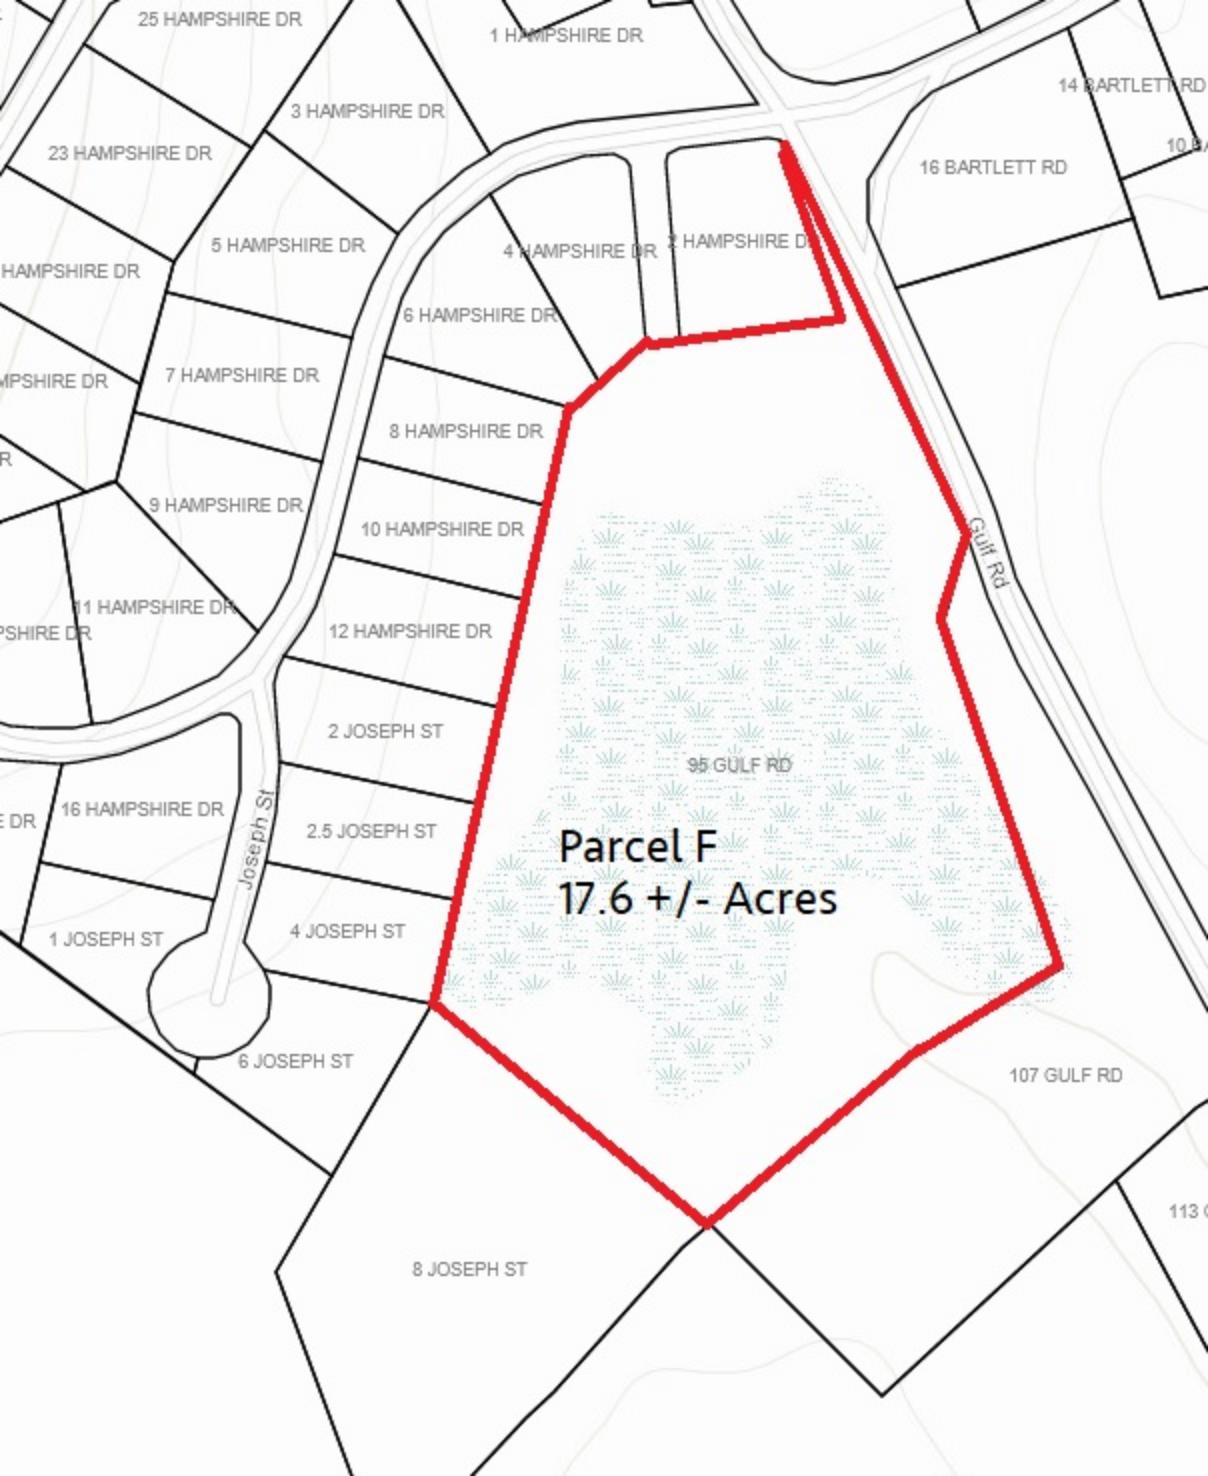 25 HAMPSHIRE DR
1 HAMPSHIRE DR
14 BARTLETT RD
3 HAMPSHIRE DR
23 HAMPSHIRE DR
10 BA
16 BARTLETT RD
5 HAMPSHIRE DR
4 HAMPSHIRE DR
2 HAMPSHIRE DR
HAMPSHIRE DR
6 HAMPSHIRE DR
7 HAMPSHIRE DR
MPSHIRE DR
8 HAMPSHIRE DR
R
9 HAMPSHIRE DR
10 HAMPSHIRE DR
Gulf Rd
11 HAMPSHIRE DR
PSHIRE DR
12 HAMPSHIRE DR
2 JOSEPH ST
95 GULF RD
16 HAMPSHIRE DR
E DR
2.5 JOSEPH ST
Joseph St
Parcel F
17.6 +/- Acres
1 JOSEPH ST
4 JOSEPH ST
6 JOSEPH ST
107 GULF RD
113 G
8 JOSEPH ST